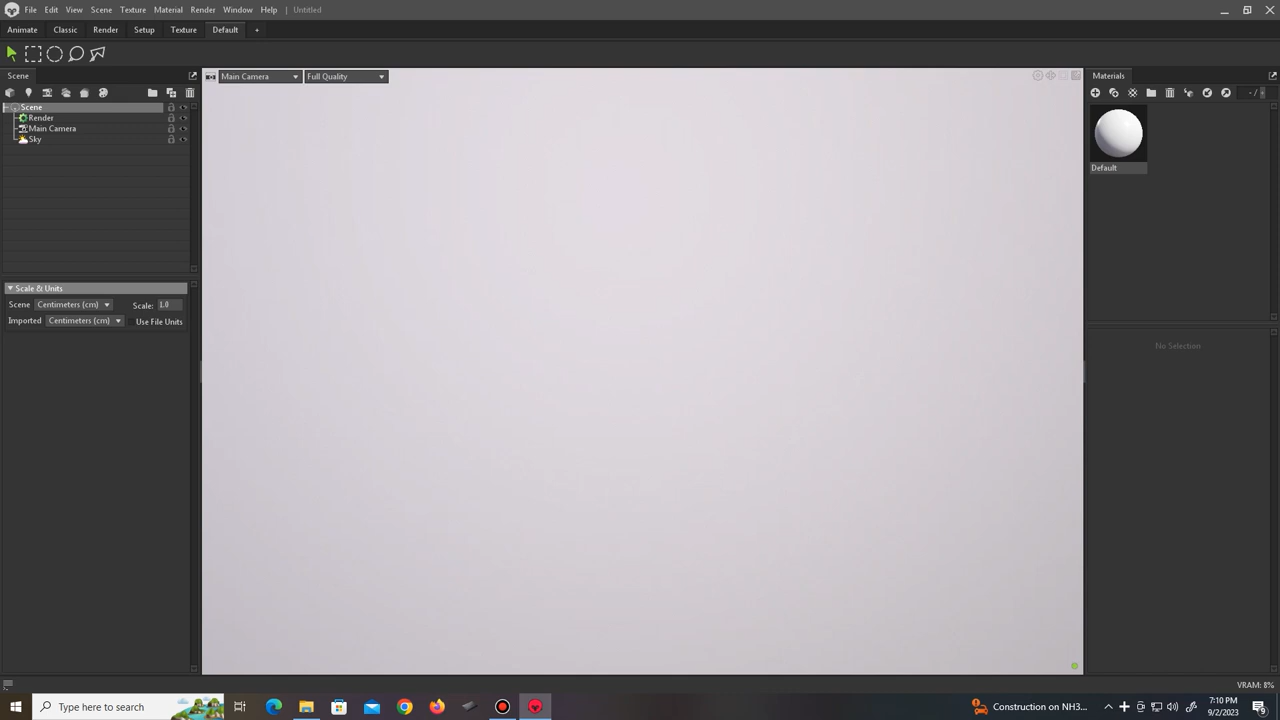 File Edit View Scene Texture Material Render Window Help Untitled
Animate Classic Render Setup Texture Default +
Scene
Main Camera Full Quality
Materials
- /
Scene
Render
Main Camera
Sky
Default
Scale & Units
Scene Centimeters (cm) Scale: 1.0
Imported Centimeters (cm) Use File Units
No Selection
VRAM: 8%
Type here to search
Construction on NH3...
7:10 PM
9/2/2023
9